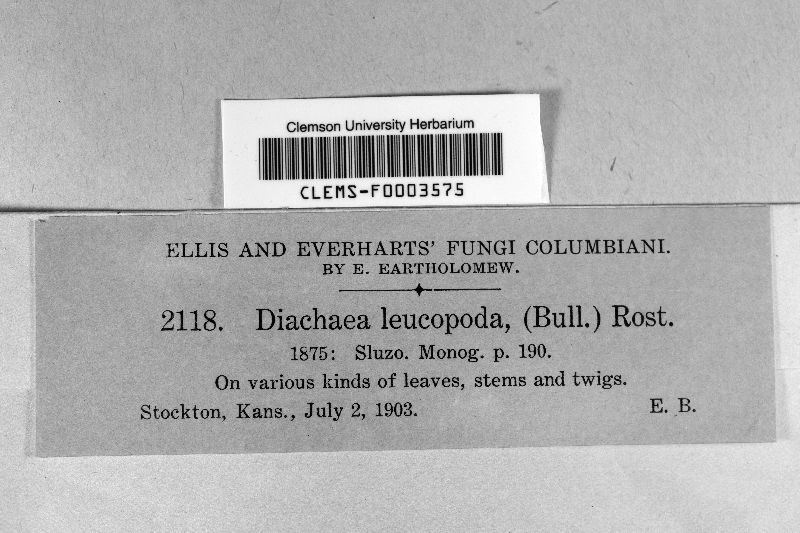 Clemson University Herbarium
CLEMS-F0003575
ELLIS AND EVERHARTS' FUNGI COLUMBIANI.
BY E. EARTHOLOMEW.
2118. Diachaea leucopoda, (Bull.) Rost.
1875: Sluzo. Monog. p. 190.
On various kinds of leaves, stems and twigs.
Stockton, Kans., July 2, 1903. E. B.